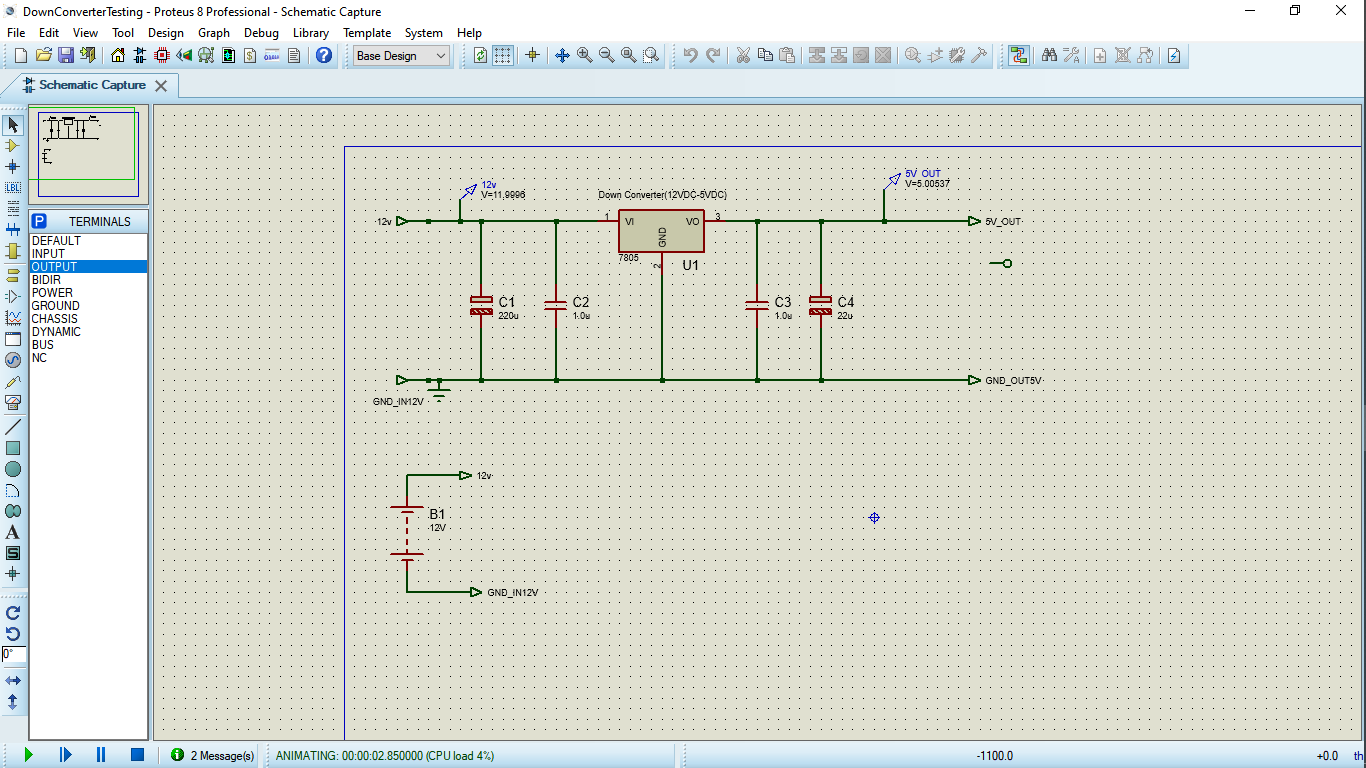 DownConverterTesting - Proteus 8 Professional - Schematic Capture
File Edit View Tool Design Graph Debug Library Template System Help
Base Design
Schematic Capture
P TERMINALS
DEFAULT
INPUT
OUTPUT
BIDIR
POWER
GROUND
CHASSIS
DYNAMIC
BUS
NC
LBL
A
S
0°
12v
V=11.9996
Down Converter(12VDC-5VDC)
5V_OUT
V=5.00537
12v
1
VI
VO
3
GND
5V_OUT
7805
2
U1
C1
220u
C2
1.0u
C3
1.0u
C4
22u
GND_IN12V
GND_OUT5V
12v
B1
12V
GND_IN12V
2 Message(s)
ANIMATING: 00:00:02.850000 (CPU load 4%)
-1100.0
+0.0
th